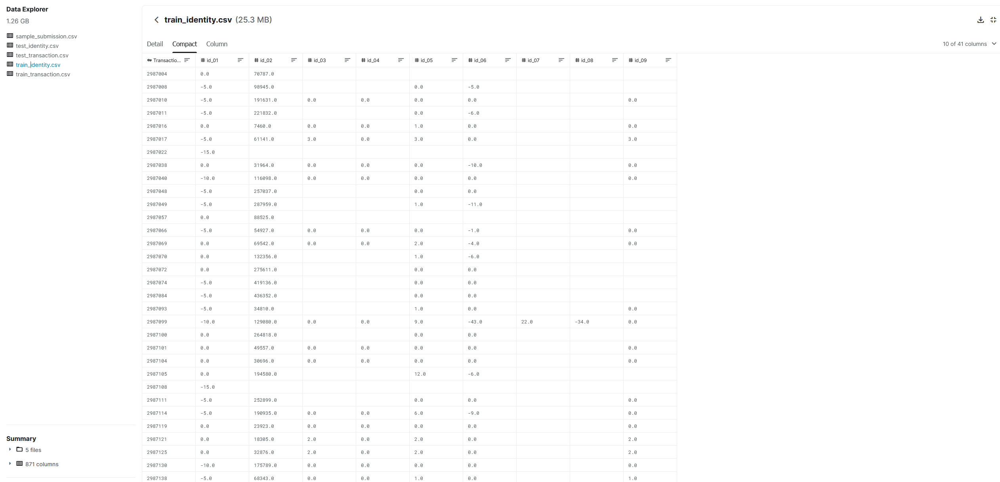 Data Explorer
1.26 GB
sample_submission.csv
test_identity.csv
test_transaction.csv
train_identity.csv
train_transaction.csv
Summary
5 files
871 columns
train_identity.csv (25.3 MB)
Detail Compact Column
10 of 41 columns
Transactio... # id_01 # id_02 # id_03 # id_04 # id_05 # id_06 # id_07 # id_08 # id_09
2987004 0.0 70787.0
2987008 -5.0 98945.0 0.0 -5.0
2987010 -5.0 191631.0 0.0 0.0 0.0 0.0 0.0
2987011 -5.0 221832.0 0.0 -6.0
2987016 0.0 7460.0 0.0 0.0 1.0 0.0 0.0
2987017 -5.0 61141.0 3.0 0.0 3.0 0.0 3.0
2987022 -15.0
2987038 0.0 31964.0 0.0 0.0 0.0 -10.0 0.0
2987040 -10.0 116098.0 0.0 0.0 0.0 0.0 0.0
2987048 -5.0 257037.0 0.0 0.0
2987049 -5.0 287959.0 1.0 -11.0
2987057 0.0 88525.0
2987066 -5.0 54927.0 0.0 0.0 0.0 -1.0 0.0
2987069 0.0 69542.0 0.0 0.0 2.0 -4.0 0.0
2987070 0.0 132356.0 1.0 -6.0
2987072 0.0 275611.0 0.0 0.0
2987074 -5.0 419136.0 0.0 0.0
2987084 -5.0 436352.0 0.0 0.0
2987093 -5.0 34810.0 1.0 0.0 0.0
2987099 -10.0 129080.0 0.0 0.0 9.0 -43.0 22.0 -34.0 0.0
2987100 0.0 264818.0 0.0 0.0
2987101 0.0 49557.0 0.0 0.0 0.0 0.0 0.0
2987104 0.0 30696.0 0.0 0.0 0.0 0.0 0.0
2987105 0.0 194580.0 12.0 -6.0
2987108 -15.0
2987111 -5.0 252899.0 0.0 0.0 0.0
2987114 -5.0 190935.0 0.0 0.0 6.0 -9.0 0.0
2987119 0.0 23923.0 0.0 0.0 0.0 0.0 0.0
2987121 0.0 18305.0 2.0 0.0 2.0 0.0 2.0
2987125 0.0 32876.0 2.0 0.0 2.0 0.0 2.0
2987130 -10.0 175789.0 0.0 0.0 0.0 0.0 0.0
2987138 -5.0 68343.0 0.0 0.0 1.0 0.0 1.0